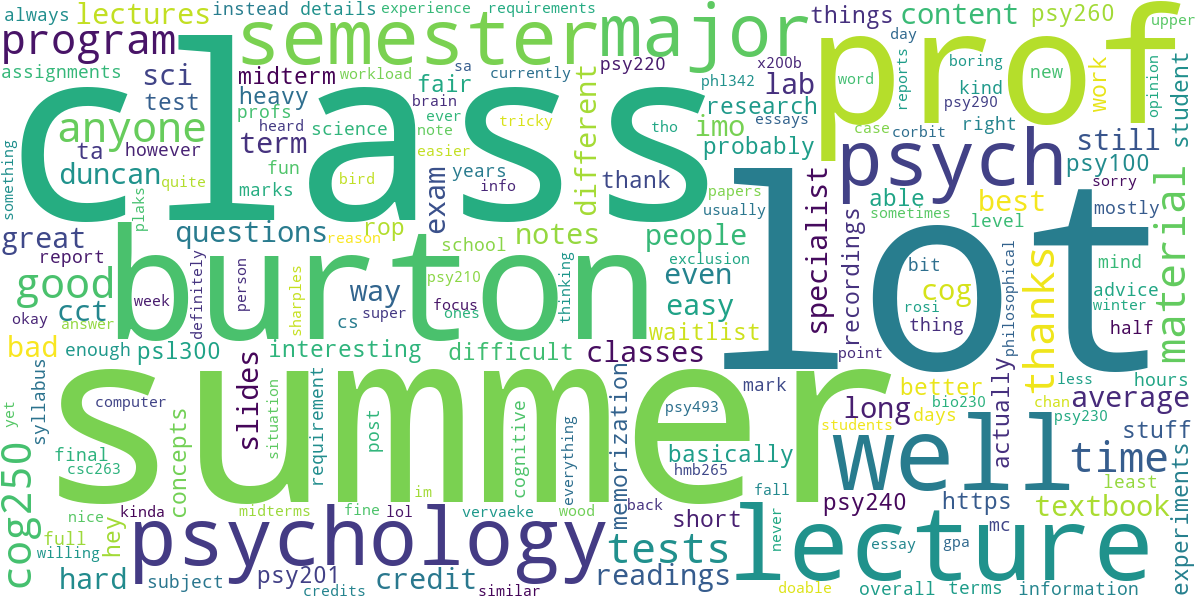 always lectures instead details experience requirements
things content psy260 upper
program semester major prof
day
assignments sci midterm workload sa currently psy220 x200b phl342 boring word new reports
test heavy fair lab kind work opinion student
profs brain ever research psy290
anyone heard science note tricky different tho essays imo case corbit right
ta however term class easier probably psych still psy100
something duncan quite fun years info thank papers able best sorry
plaks marks bird exam usually sometimes level mostly
great questions reason rop notes people specialist recordings lot material
report school exclusion bit mind
good burton psy210 thinking even cog thanks advice
week definitely person sharples way focus rosi philosophical winter
okay answer cct cs super ones easy thing half
bad enough psl300 interesting difficult waitlist classes point
computer slides summer memorization mark better less hours
syllabus concepts situation requirement post cognitive everything psy493 days long chan bio230 average
yet students actually psy230
cog250 final basically well time stuff
csc263 hmb265 least experiments
im fall psy240 https textbook
nice kinda midterms fine lol vervaeke wood back never mc
hey full psychology short lecture
willing tests essay gpa
hard subject psy201 credit readings doable
credits similar overall terms information